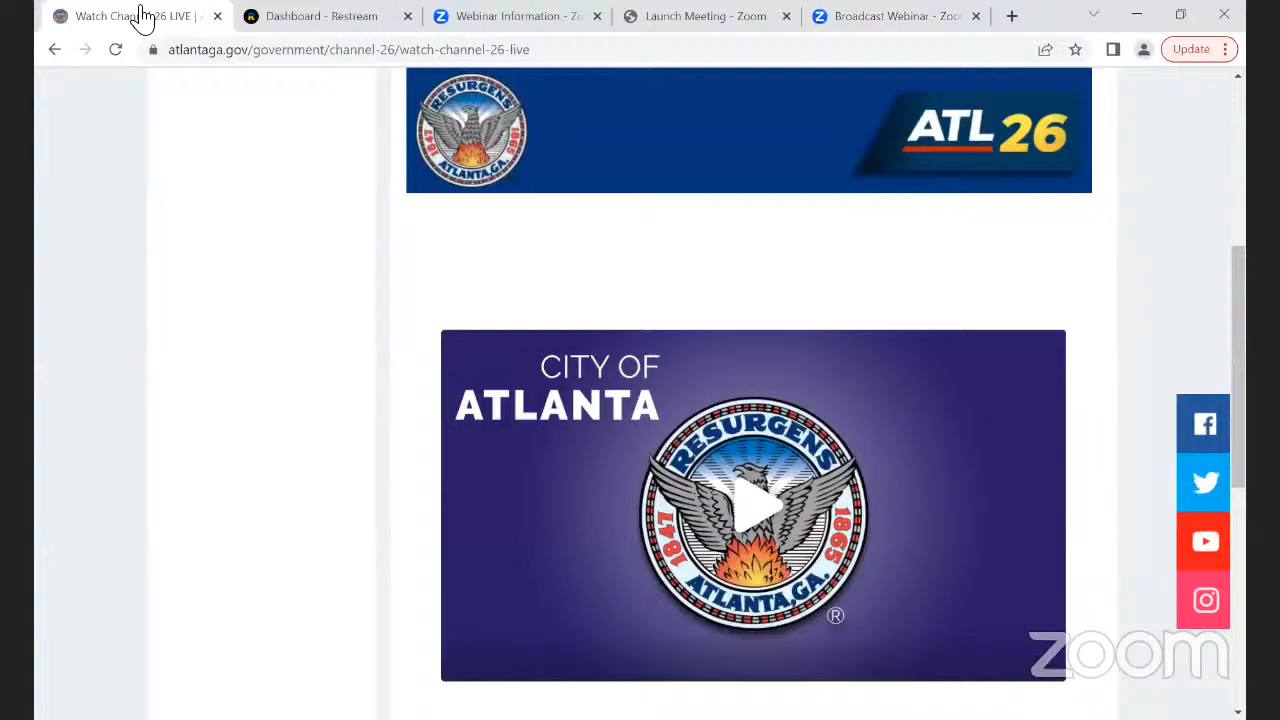 Watch Chan 26 LIVE | A
Dashboard - Restream
Webinar Information - Zo
Launch Meeting - Zoom
Broadcast Webinar - Zoo
atlantaga.gov/government/channel-26/watch-channel-26-live
Update
RESURGENS
1847 1865
ATLANTA, GA.
ATL 26
CITY OF
ATLANTA
RESURGENS
1847 1865
ATLANTA, GA.
®
zoom